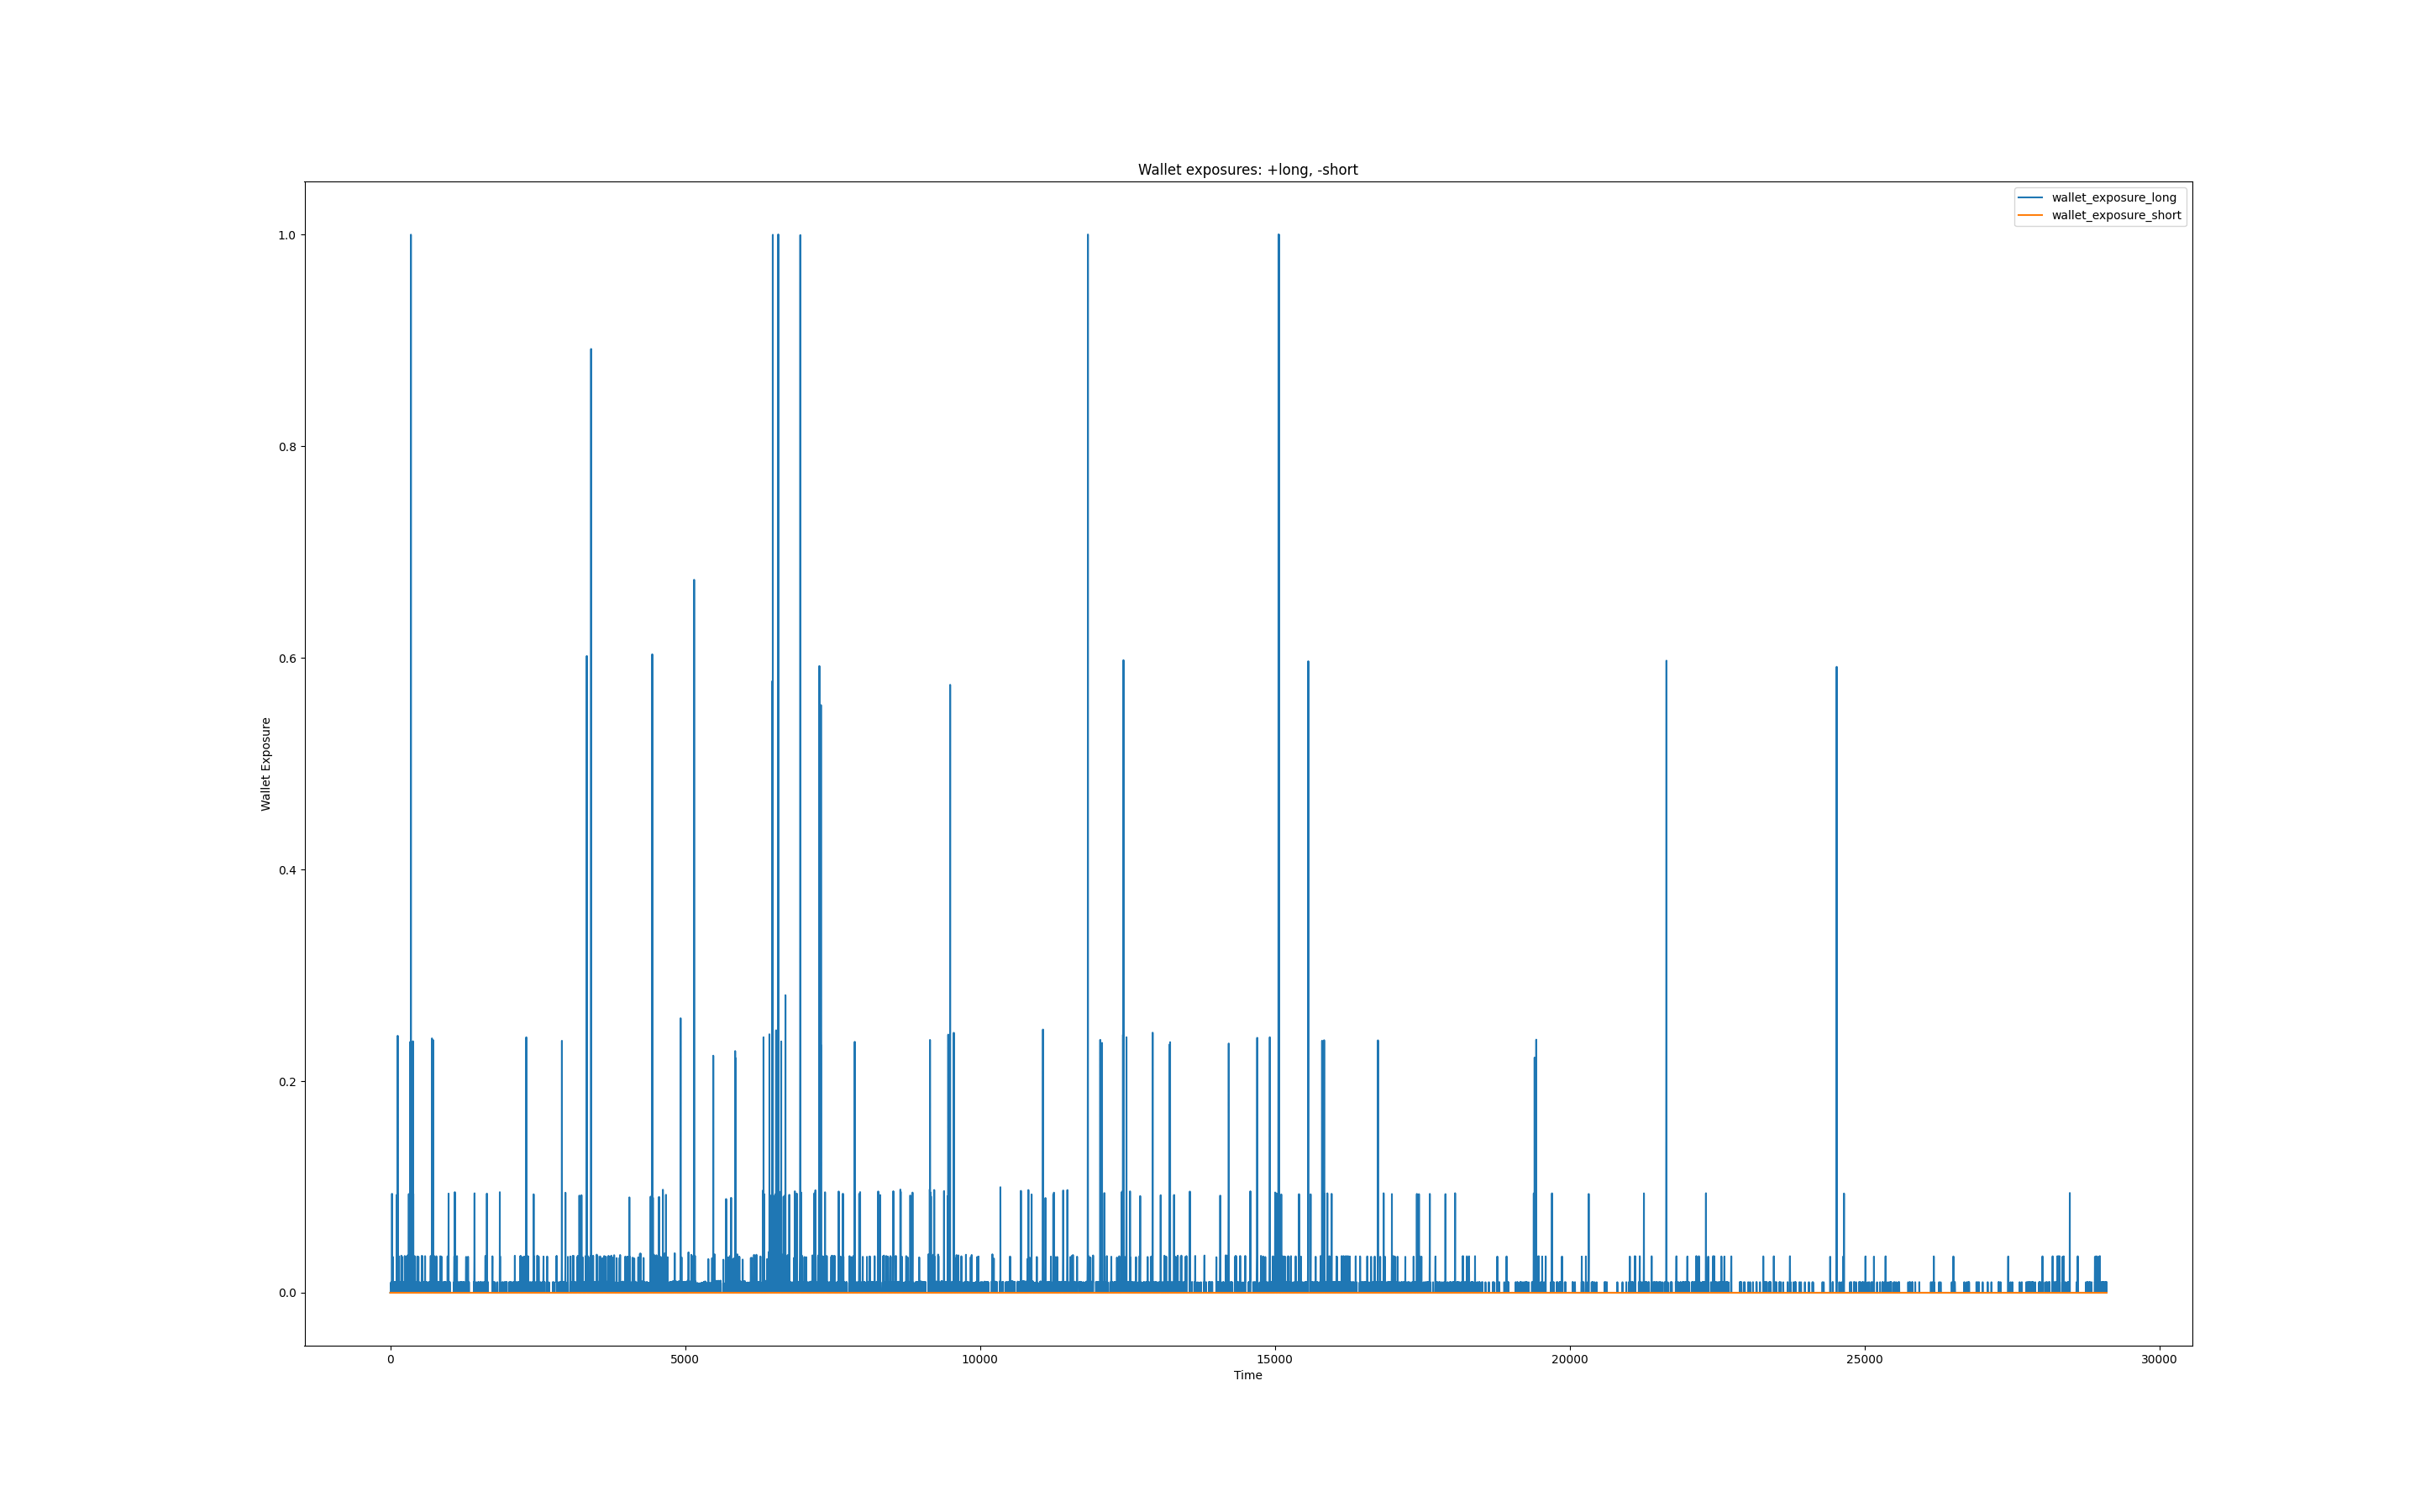 Wallet exposures: +long, -short
wallet_exposure_long
wallet_exposure_short
1.0
0.8
0.6
0.4
0.2
0.0
Wallet Exposure
0 5000 10000 15000 20000 25000 30000
Time